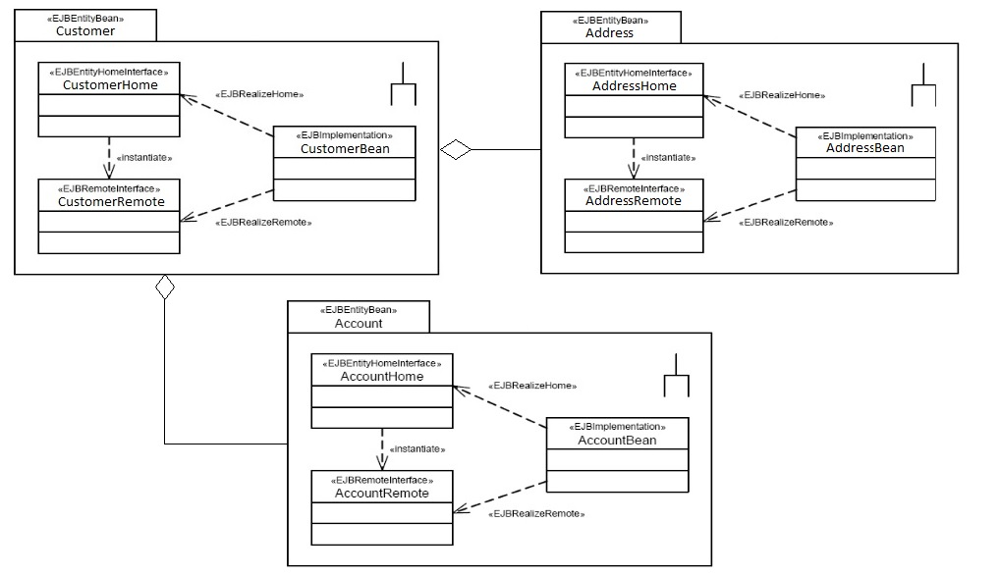 «EJBEntityBean»
Customer
«EJBEntityHomeInterface»
CustomerHome
«EJBRealizeHome»
«EJBImplementation»
CustomerBean
«instantiate»
«EJBRemoteInterface»
CustomerRemote
«EJBRealizeRemote»
«EJBEntityBean»
Address
«EJBEntityHomeInterface»
AddressHome
«EJBRealizeHome»
«EJBImplementation»
AddressBean
«instantiate»
«EJBRemoteInterface»
AddressRemote
«EJBRealizeRemote»
«EJBEntityBean»
Account
«EJBEntityHomeInterface»
AccountHome
«EJBRealizeHome»
«EJBImplementation»
AccountBean
«instantiate»
«EJBRemoteInterface»
AccountRemote
«EJBRealizeRemote»